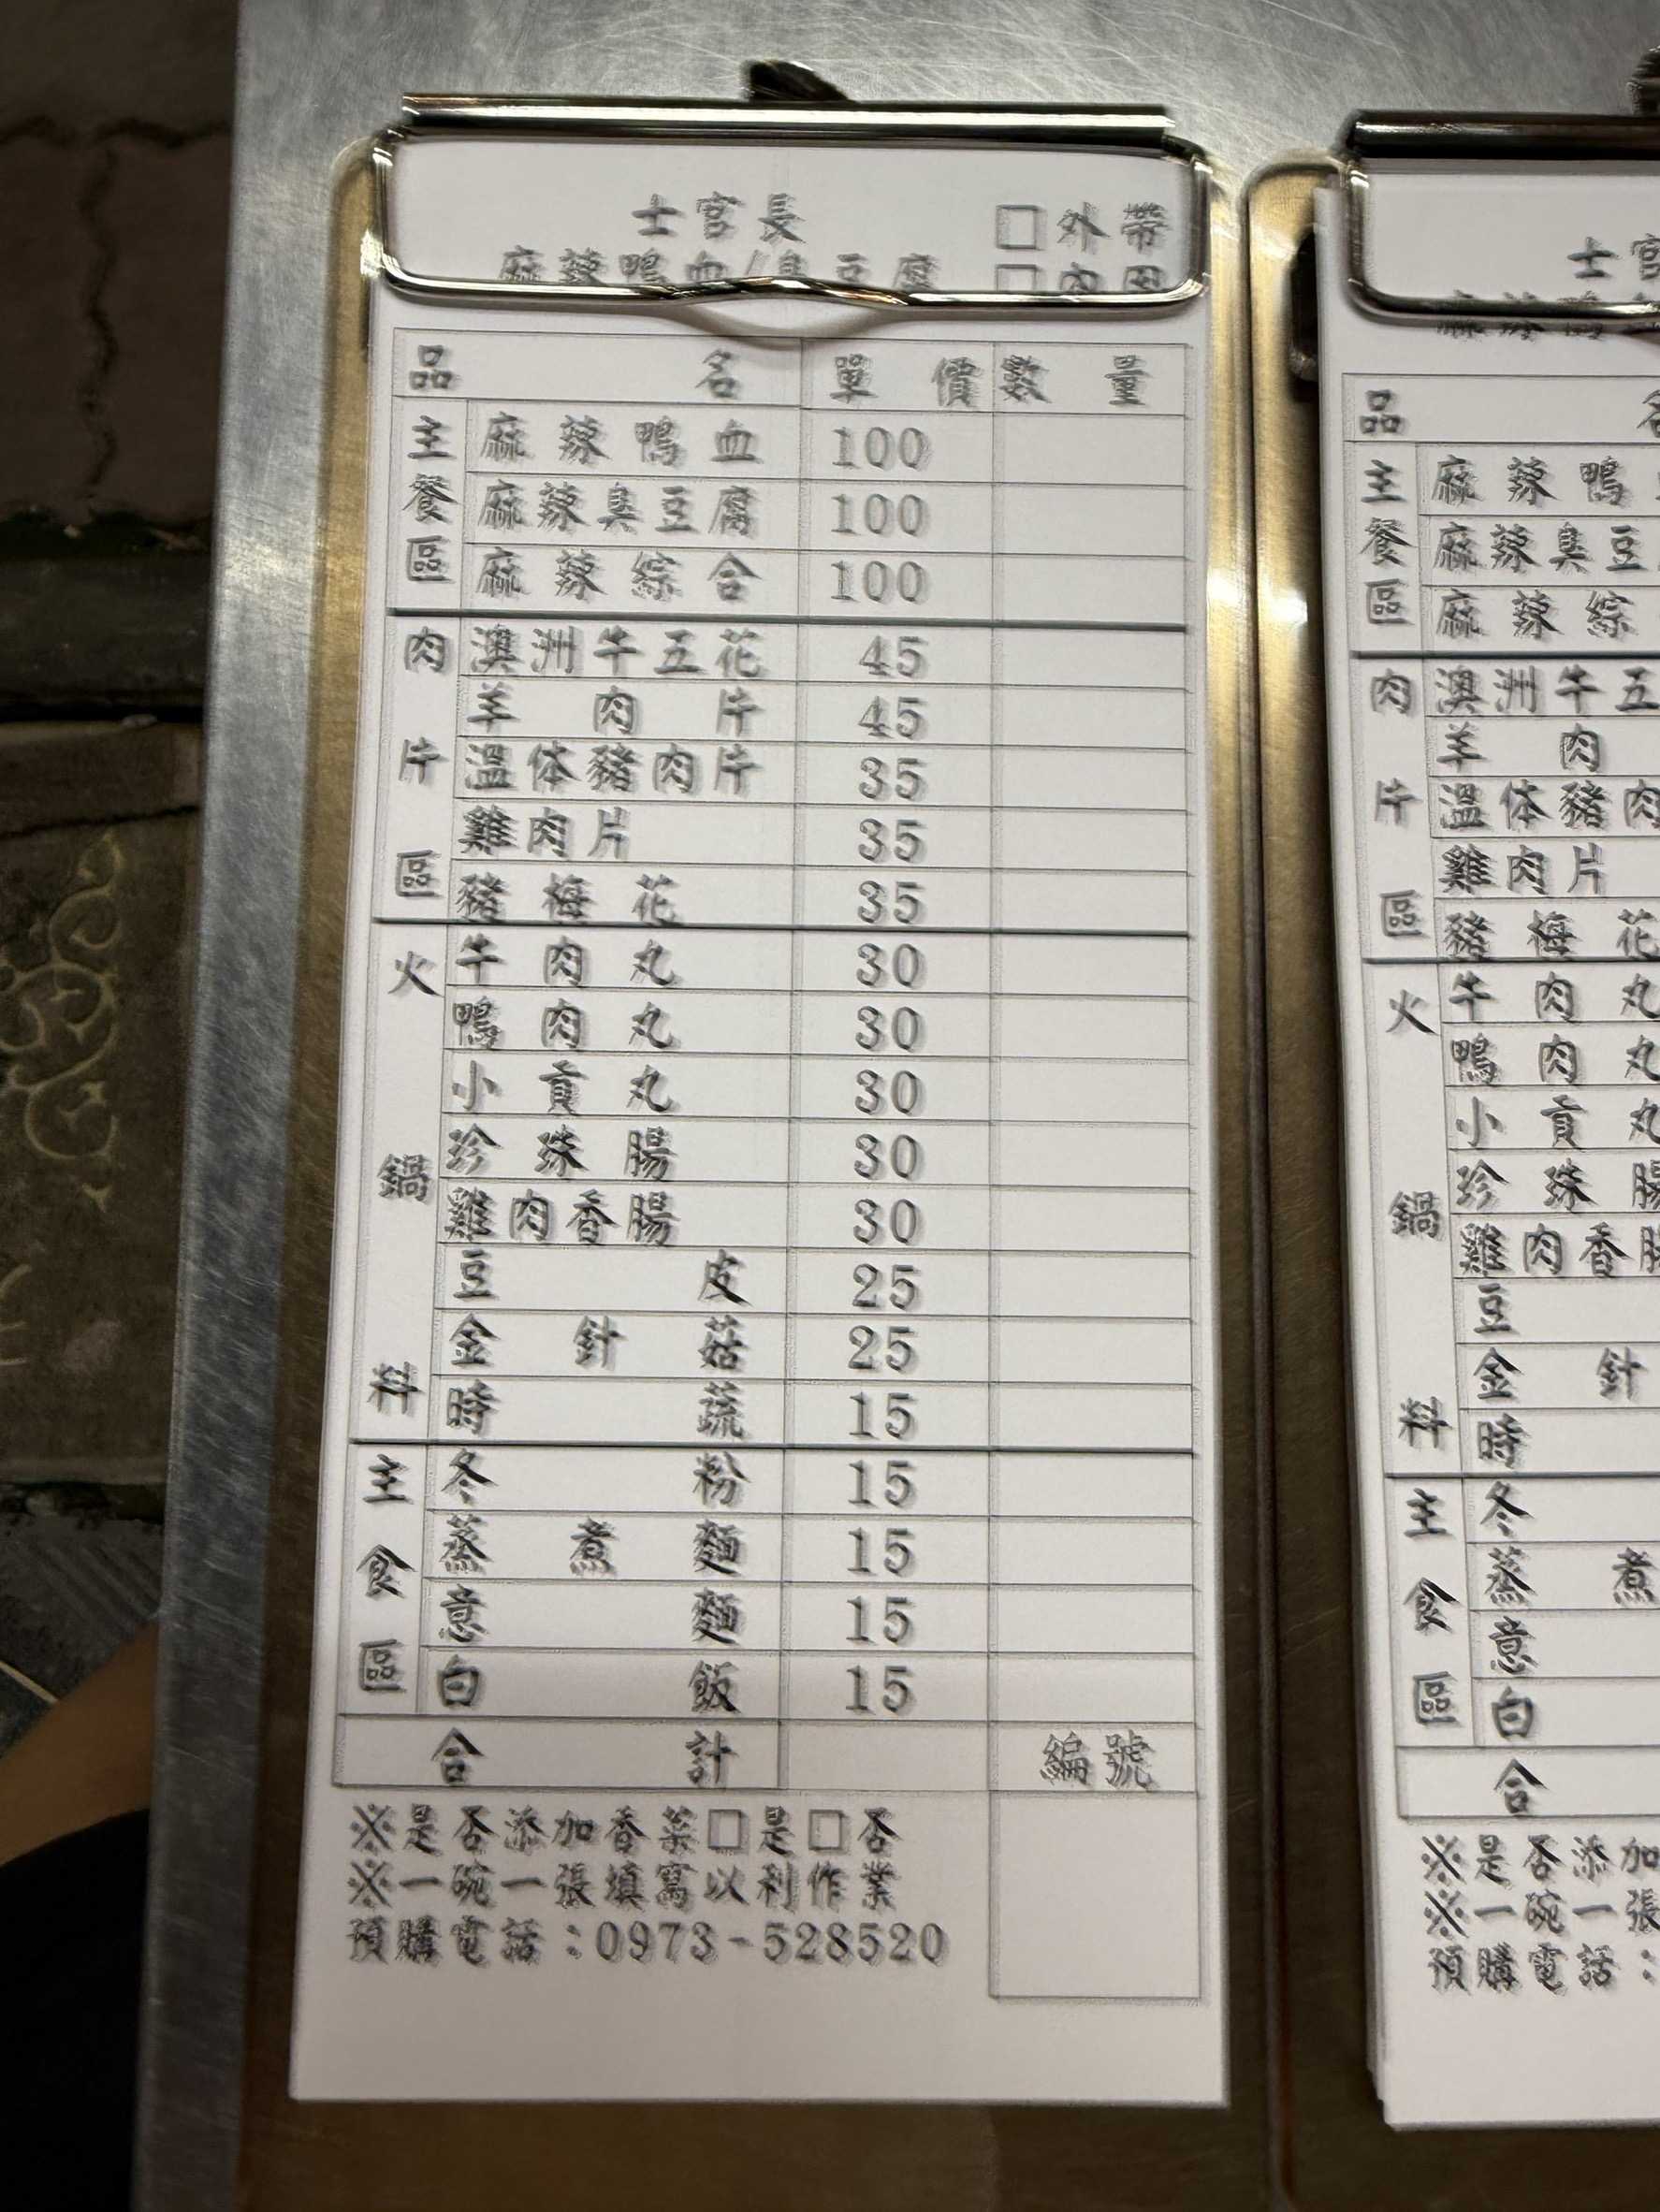 士官長 □外帶
麻辣鴨血/臭豆腐 □內用
品名 單價 數量
主餐區
麻辣鴨血 100
麻辣臭豆腐 100
麻辣綜合 100
肉片區
澳洲牛五花 45
羊肉片 45
溫体豬肉片 35
雞肉片 35
豬梅花 35
火鍋料
牛肉丸 30
鴨肉丸 30
小貢丸 30
珍珠腸 30
雞肉香腸 30
豆皮 25
金針菇 25
時蔬 15
主食區
冬粉 15
蒸煮麵 15
意麵 15
白飯 15
合計 編號
※是否添加香菜□是□否
※一碗一張填寫以利作業
預購電話：0973-528520
士官
品名
主餐區
麻辣鴨
麻辣臭豆
麻辣綜
肉片區
澳洲牛五
羊肉
溫体豬肉
雞肉片
豬梅花
火鍋料
牛肉丸
鴨肉丸
小貢丸
珍珠腸
雞肉香腸
豆
金針
時
主食區
冬
蒸煮
意
白
合
※是否添加
※一碗一張
預購電話：